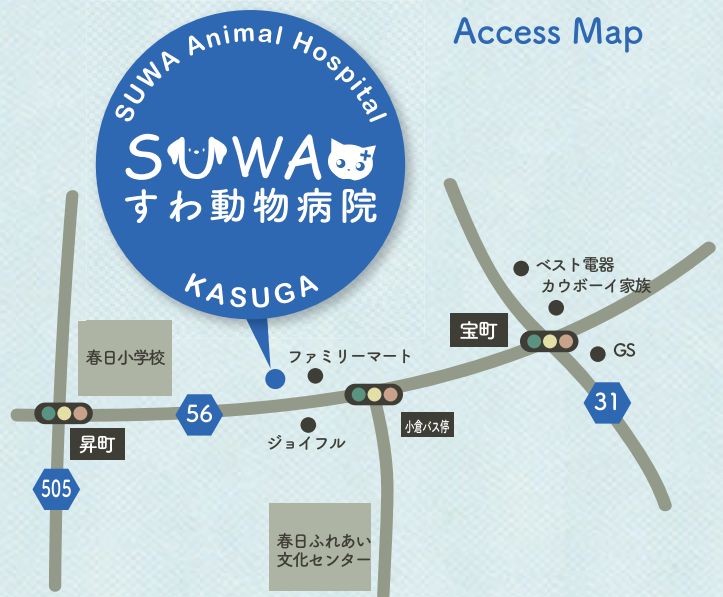 Access Map
SUWA Animal Hospital
SUWA
すわ動物病院
KASUGA
ベスト電器
カウボーイ家族
宝町
GS
春日小学校
ファミリーマート
56
31
小倉バス停
昇町
ジョイフル
505
春日ふれあい
文化センター